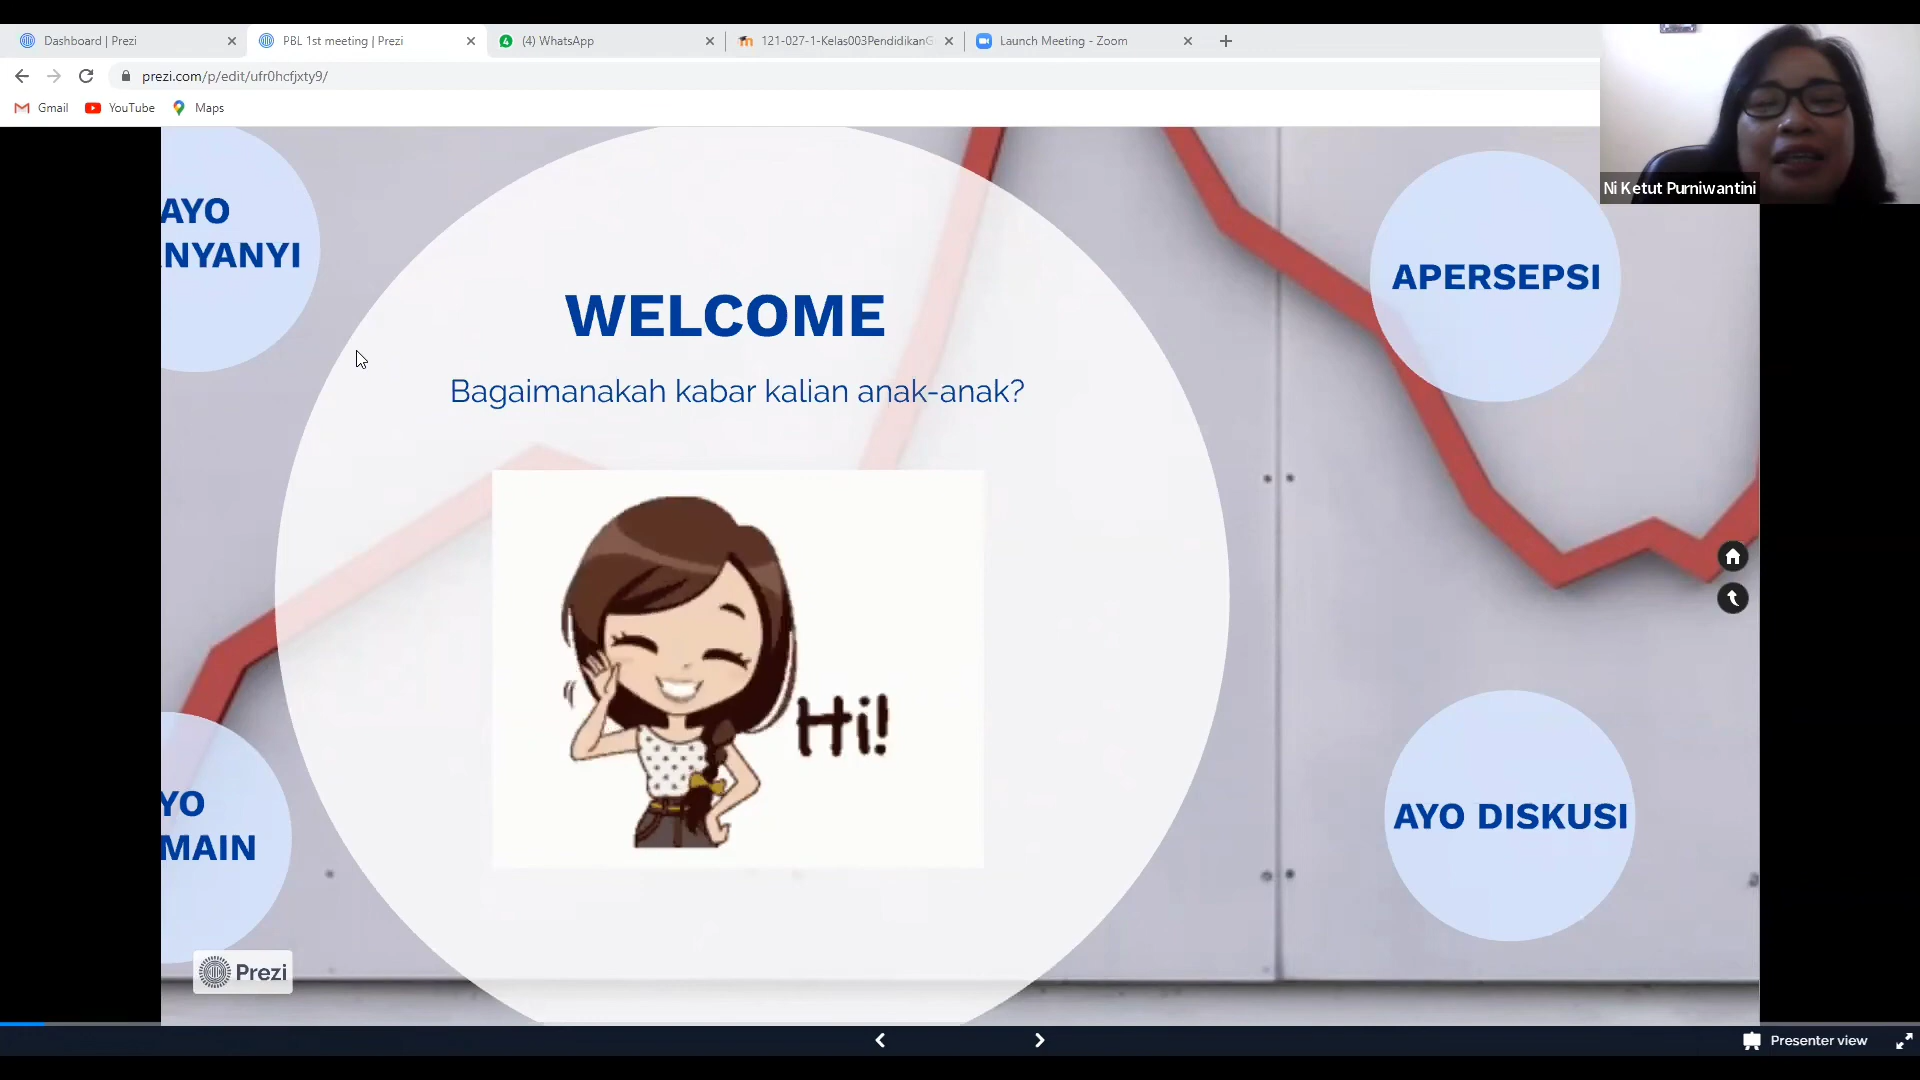 Dashboard | Prezi
PBL 1st meeting | Prezi
(4) WhatsApp
121-027-1-Kelas003PendidikanG
Launch Meeting - Zoom
prezi.com/p/edit/ufr0hcfjxty9/
Gmail
YouTube
Maps
Ni Ketut Purniwantini
AYO
NYANYI
WELCOME
Bagaimanakah kabar kalian anak-anak?
Hi!
APERSEPSI
YO
MAIN
AYO DISKUSI
Prezi
Presenter view